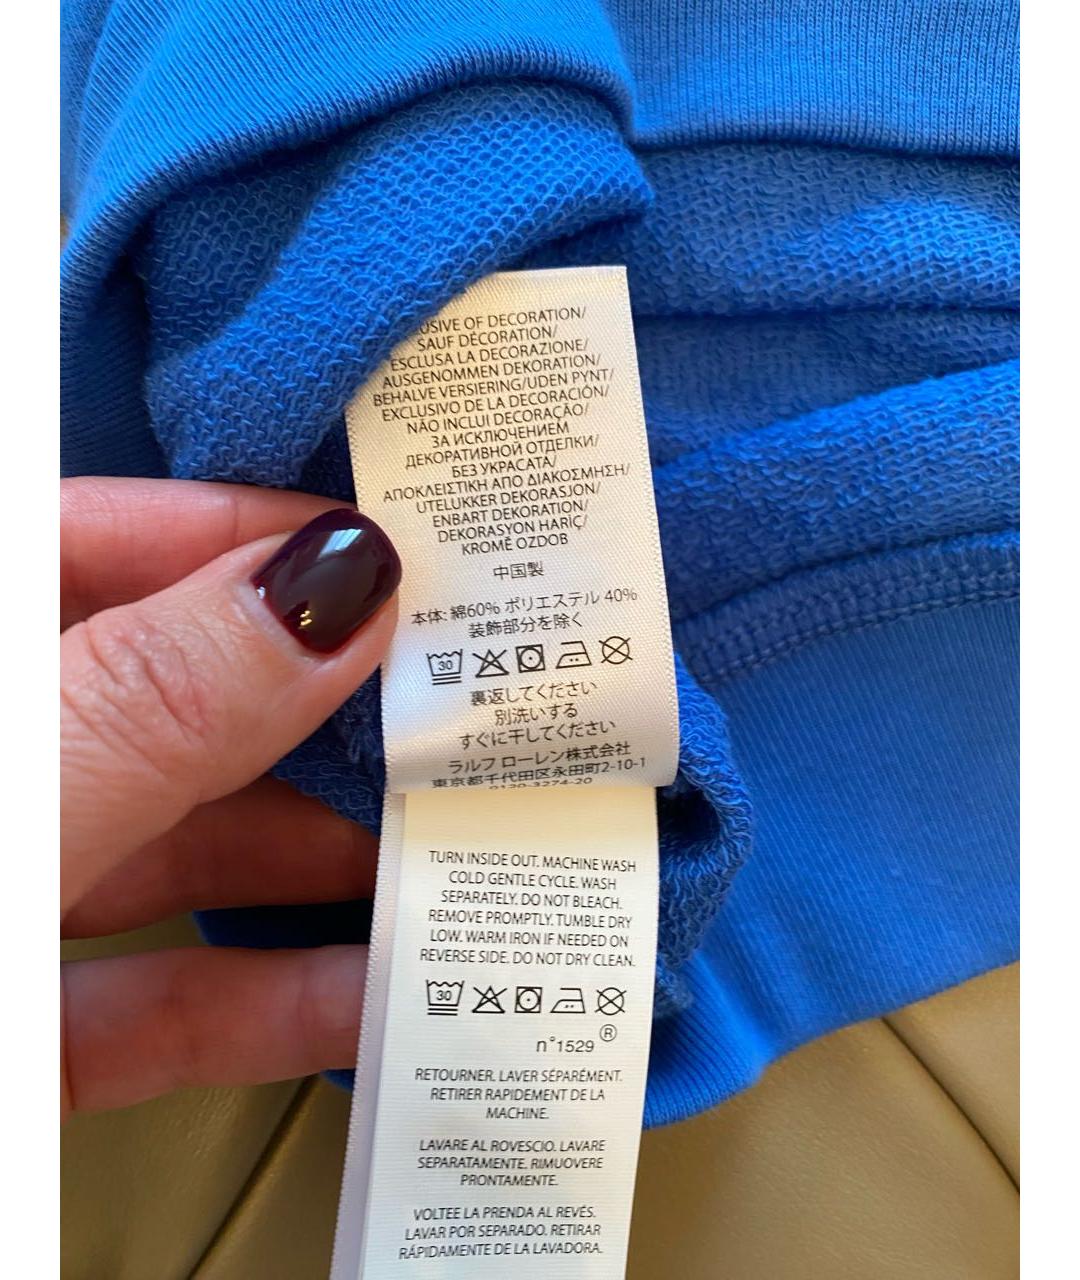 USIVE OF DECORATION/
SAUF DÉCORATION/
ESCLUSA LA DECORAZIONE/
AUSGENOMMEN DEKORATION/
BEHALVE VERSIERING/UDEN PYNT/
EXCLUSIVO DE LA DECORACIÓN/
NÃO INCLUI DECORAÇÃO/
ЗА ИСКЛЮЧЕНИЕМ
ДЕКОРАТИВНОЙ ОТДЕЛКИ/
БЕЗ УКРАСАТА/
ΑΠΟΚΛΕΙΣΤΙΚΗ ΑΠΟ ΔΙΑΚΟΣΜΗΣΗ/
UTELUKKER DEKORASJON/
ENBART DEKORATION/
DEKORASYON HARİÇ/
KROMĚ OZDOB
中国製
本体: 綿60% ポリエステル 40%
装飾部分を除く
30
裏返してください
別洗いする
すぐに干してください
ラルフ ローレン株式会社
東京都千代田区永田町2-10-1
0120-3274-20
TURN INSIDE OUT. MACHINE WASH
COLD GENTLE CYCLE. WASH
SEPARATELY. DO NOT BLEACH.
REMOVE PROMPTLY. TUMBLE DRY
LOW. WARM IRON IF NEEDED ON
REVERSE SIDE. DO NOT DRY CLEAN.
30
n°1529 ®
RETOURNER. LAVER SÉPARÉMENT.
RETIRER RAPIDEMENT DE LA
MACHINE.
LAVARE AL ROVESCIO. LAVARE
SEPARATAMENTE. RIMUOVERE
PRONTAMENTE.
VOLTEE LA PRENDA AL REVÉS.
LAVAR POR SEPARADO. RETIRAR
RÁPIDAMENTE DE LA LAVADORA.